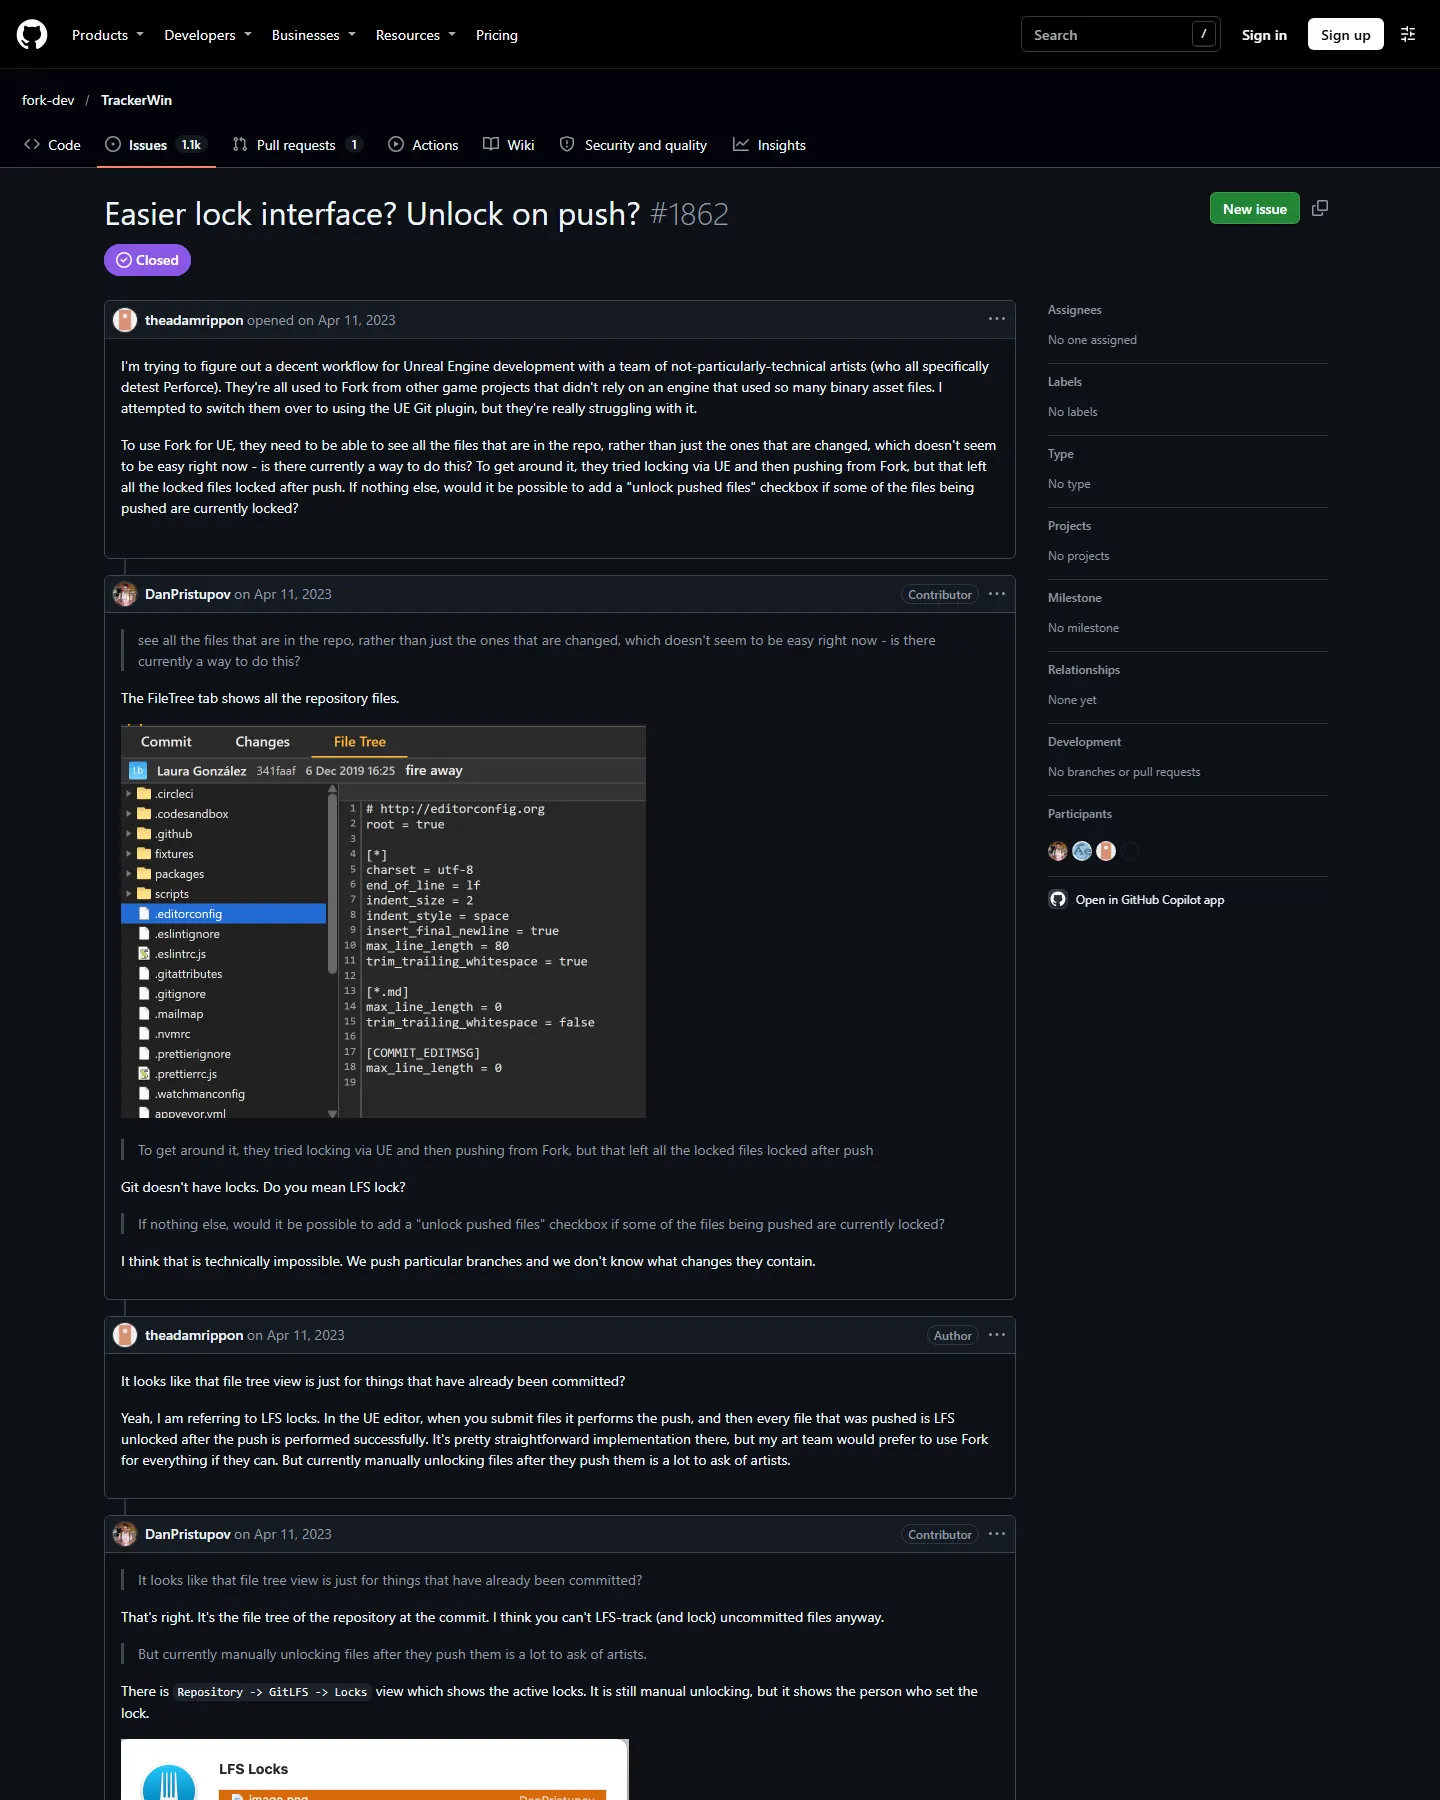 Products Developers Businesses Resources Pricing Search / Sign in Sign up
fork-dev / TrackerWin
Code Issues 1.1k Pull requests 1 Actions Wiki Security and quality Insights
Easier lock interface? Unlock on push? #1862
New issue
Closed
theadamrippon opened on Apr 11, 2023
I'm trying to figure out a decent workflow for Unreal Engine development with a team of not-particularly-technical artists (who all specifically
detest Perforce). They're all used to Fork from other game projects that didn't rely on an engine that used so many binary asset files. I
attempted to switch them over to using the UE Git plugin, but they're really struggling with it.
To use Fork for UE, they need to be able to see all the files that are in the repo, rather than just the ones that are changed, which doesn't seem
to be easy right now - is there currently a way to do this? To get around it, they tried locking via UE and then pushing from Fork, but that left
all the locked files locked after push. If nothing else, would it be possible to add a "unlock pushed files" checkbox if some of the files being
pushed are currently locked?
Assignees
No one assigned
Labels
No labels
Type
No type
Projects
No projects
Milestone
No milestone
Relationships
None yet
Development
No branches or pull requests
Participants
Ae
Open in GitHub Copilot app
DanPristupov on Apr 11, 2023 Contributor
see all the files that are in the repo, rather than just the ones that are changed, which doesn't seem to be easy right now - is there
currently a way to do this?
The FileTree tab shows all the repository files.
Commit Changes File Tree
Lb Laura González 341faaf 6 Dec 2019 16:25 fire away
.circleci
.codesandbox
.github
fixtures
packages
scripts
.editorconfig
.eslintignore
.eslintrc.js
.gitattributes
.gitignore
.mailmap
.nvmrc
.prettierignore
.prettierrc.js
.watchmanconfig
appveyor.yml
1 # http://editorconfig.org
2 root = true
3
4 [*]
5 charset = utf-8
6 end_of_line = lf
7 indent_size = 2
8 indent_style = space
9 insert_final_newline = true
10 max_line_length = 80
11 trim_trailing_whitespace = true
12
13 [*.md]
14 max_line_length = 0
15 trim_trailing_whitespace = false
16
17 [COMMIT_EDITMSG]
18 max_line_length = 0
19
To get around it, they tried locking via UE and then pushing from Fork, but that left all the locked files locked after push
Git doesn't have locks. Do you mean LFS lock?
If nothing else, would it be possible to add a "unlock pushed files" checkbox if some of the files being pushed are currently locked?
I think that is technically impossible. We push particular branches and we don't know what changes they contain.
theadamrippon on Apr 11, 2023 Author
It looks like that file tree view is just for things that have already been committed?
Yeah, I am referring to LFS locks. In the UE editor, when you submit files it performs the push, and then every file that was pushed is LFS
unlocked after the push is performed successfully. It's pretty straightforward implementation there, but my art team would prefer to use Fork
for everything if they can. But currently manually unlocking files after they push them is a lot to ask of artists.
DanPristupov on Apr 11, 2023 Contributor
It looks like that file tree view is just for things that have already been committed?
That's right. It's the file tree of the repository at the commit. I think you can't LFS-track (and lock) uncommitted files anyway.
But currently manually unlocking files after they push them is a lot to ask of artists.
There is Repository -> GitLFS -> Locks view which shows the active locks. It is still manual unlocking, but it shows the person who set the
lock.
LFS Locks
image.png DanPristupov